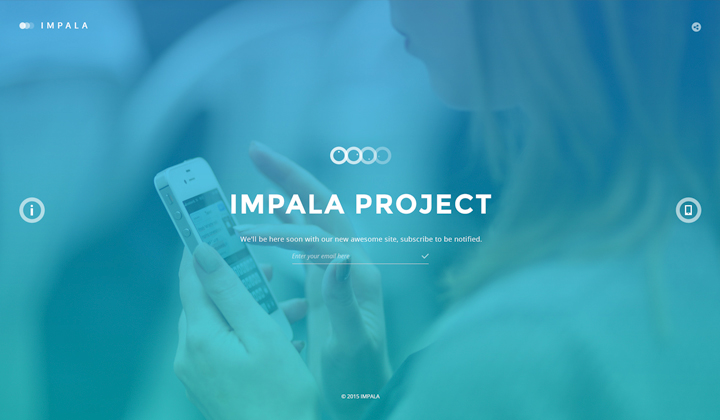 IMPALA
IMPALA PROJECT
We'll be here soon with our new awesome site, subscribe to be notified.
Enter your email here
© 2015 IMPALA